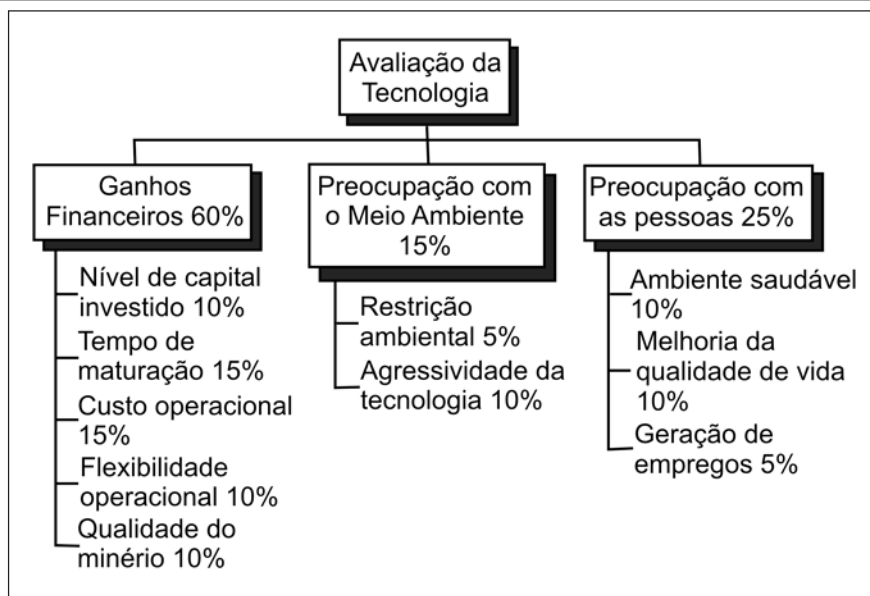 Avaliação da
Tecnologia
Ganhos
Financeiros 60%
Nível de capital
investido 10%
Tempo de
maturação 15%
Custo operacional
15%
Flexibilidade
operacional 10%
Qualidade do
minério 10%
Preocupação com
o Meio Ambiente
15%
Restrição
ambiental 5%
Agressividade da
tecnologia 10%
Preocupação com
as pessoas 25%
Ambiente saudável
10%
Melhoria da
qualidade de vida
10%
Geração de
empregos 5%